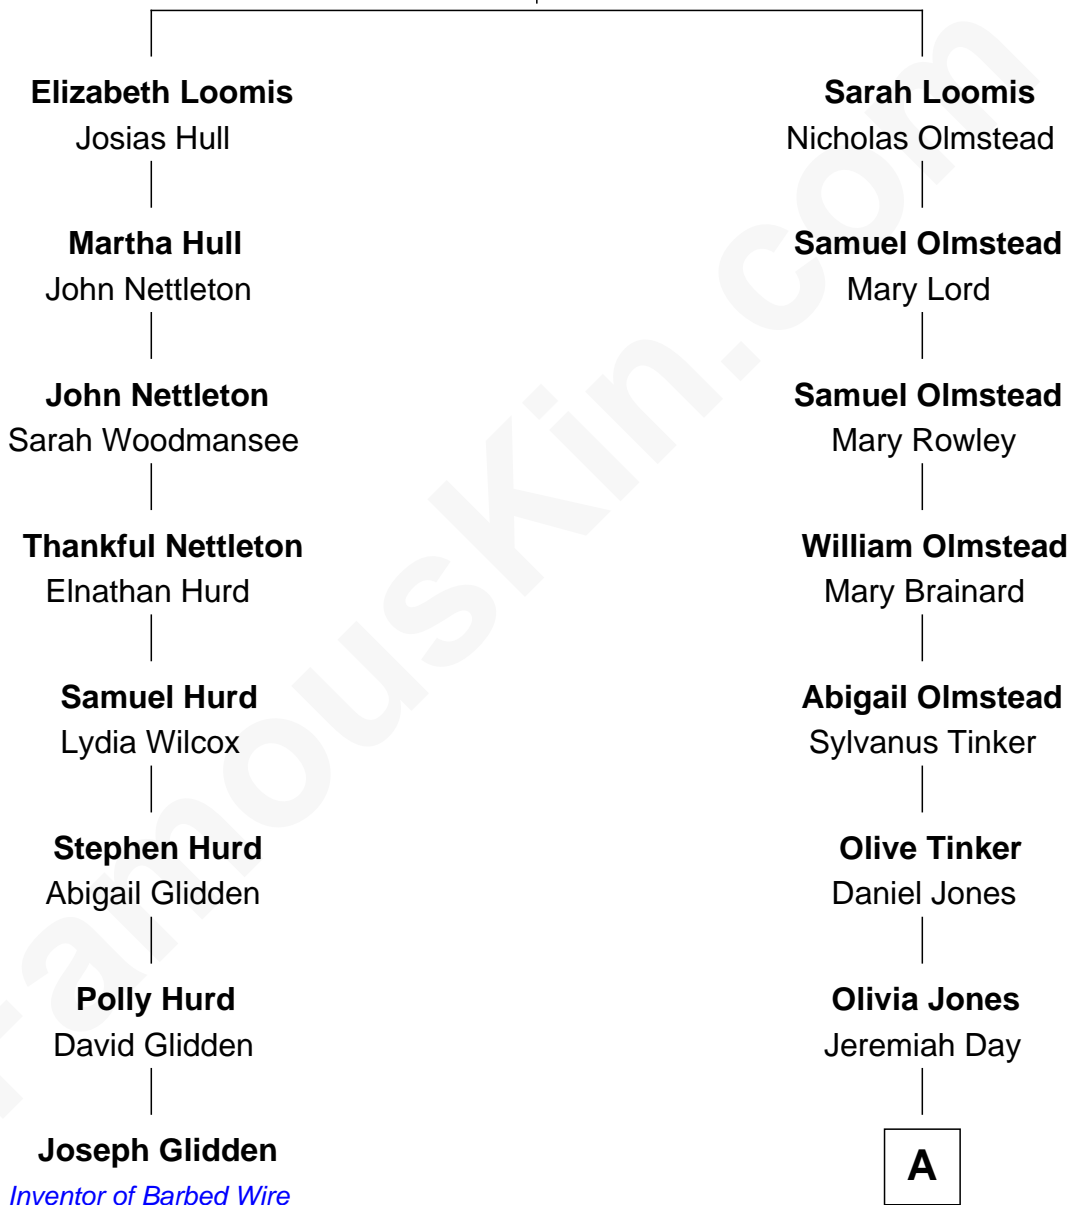 Elizabeth Loomis
Josias Hull
Martha Hull
John Nettleton
John Nettleton
Sarah Woodmansee
Thankful Nettleton
Elnathan Hurd
Samuel Hurd
Lydia Wilcox
Stephen Hurd
Abigail Glidden
Polly Hurd
David Glidden
Joseph Glidden
Inventor of Barbed Wire
Sarah Loomis
Nicholas Olmstead
Samuel Olmstead
Mary Lord
Samuel Olmstead
Mary Rowley
William Olmstead
Mary Brainard
Abigail Olmstead
Sylvanus Tinker
Olive Tinker
Daniel Jones
Olivia Jones
Jeremiah Day
A
FamousKin.com